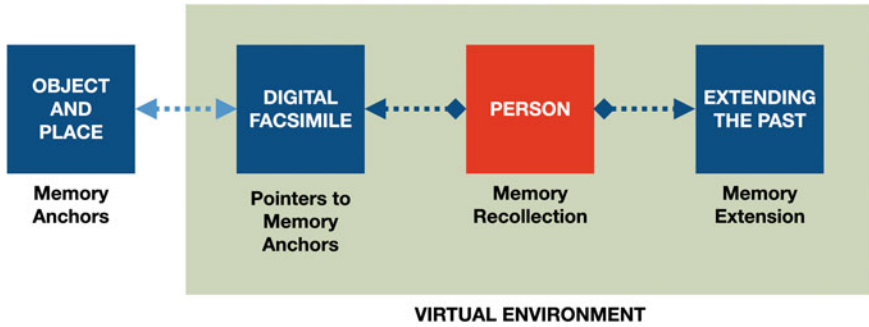 OBJECT
AND
PLACE
Memory
Anchors
DIGITAL
FACSIMILE
Pointers to
Memory
Anchors
PERSON
Memory
Recollection
EXTENDING
THE PAST
Memory
Extension
VIRTUAL ENVIRONMENT